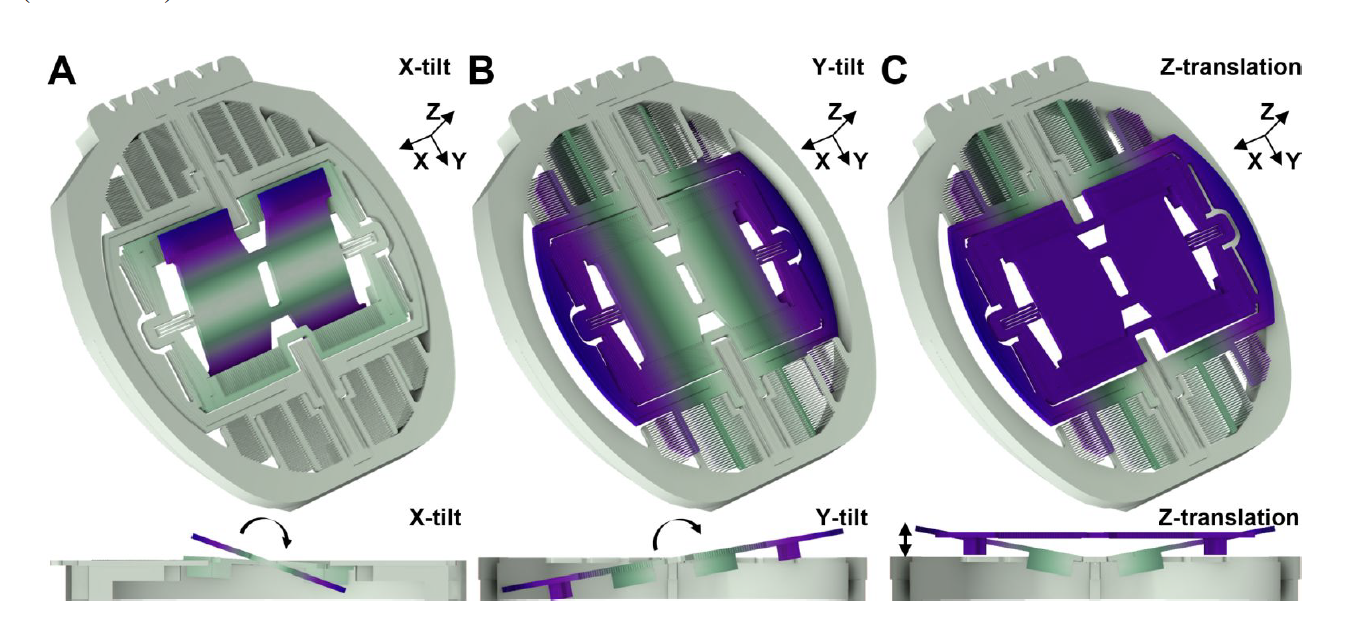 A
X-tilt
Z
X
Y
B
Y-tilt
Z
X
Y
C
Z-translation
Z
X
Y
X-tilt
Y-tilt
Z-translation